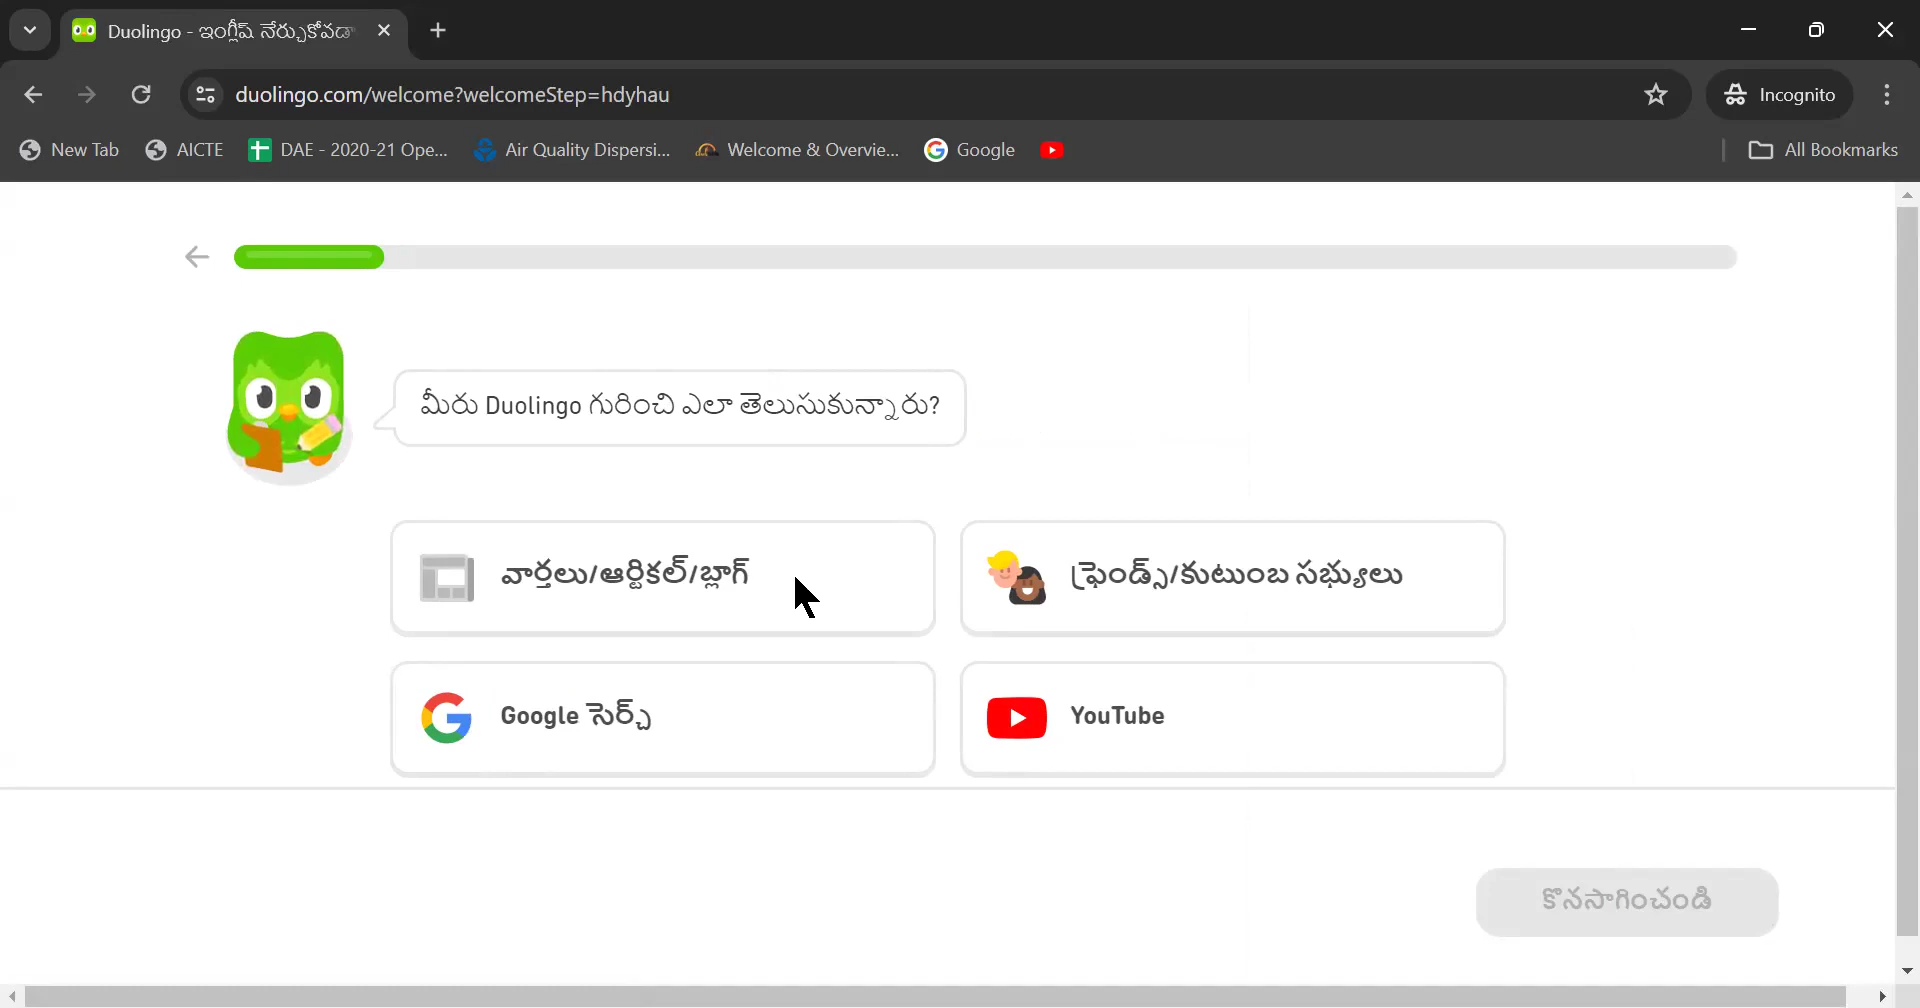 Duolingo - ఇంగ్లీష్ నేర్చుకోవడా
duolingo.com/welcome?welcomeStep=hdyhau
Incognito
New Tab
AICTE
DAE - 2020-21 Ope...
Air Quality Dispersi...
Welcome & Overvie...
Google
All Bookmarks
మీరు Duolingo గురించి ఎలా తెలుసుకున్నారు?
వార్తలు/ఆర్టికల్/బ్లాగ్
ఫ్రెండ్స్/కుటుంబ సభ్యులు
Google సెర్చ్
YouTube
కొనసాగించండి